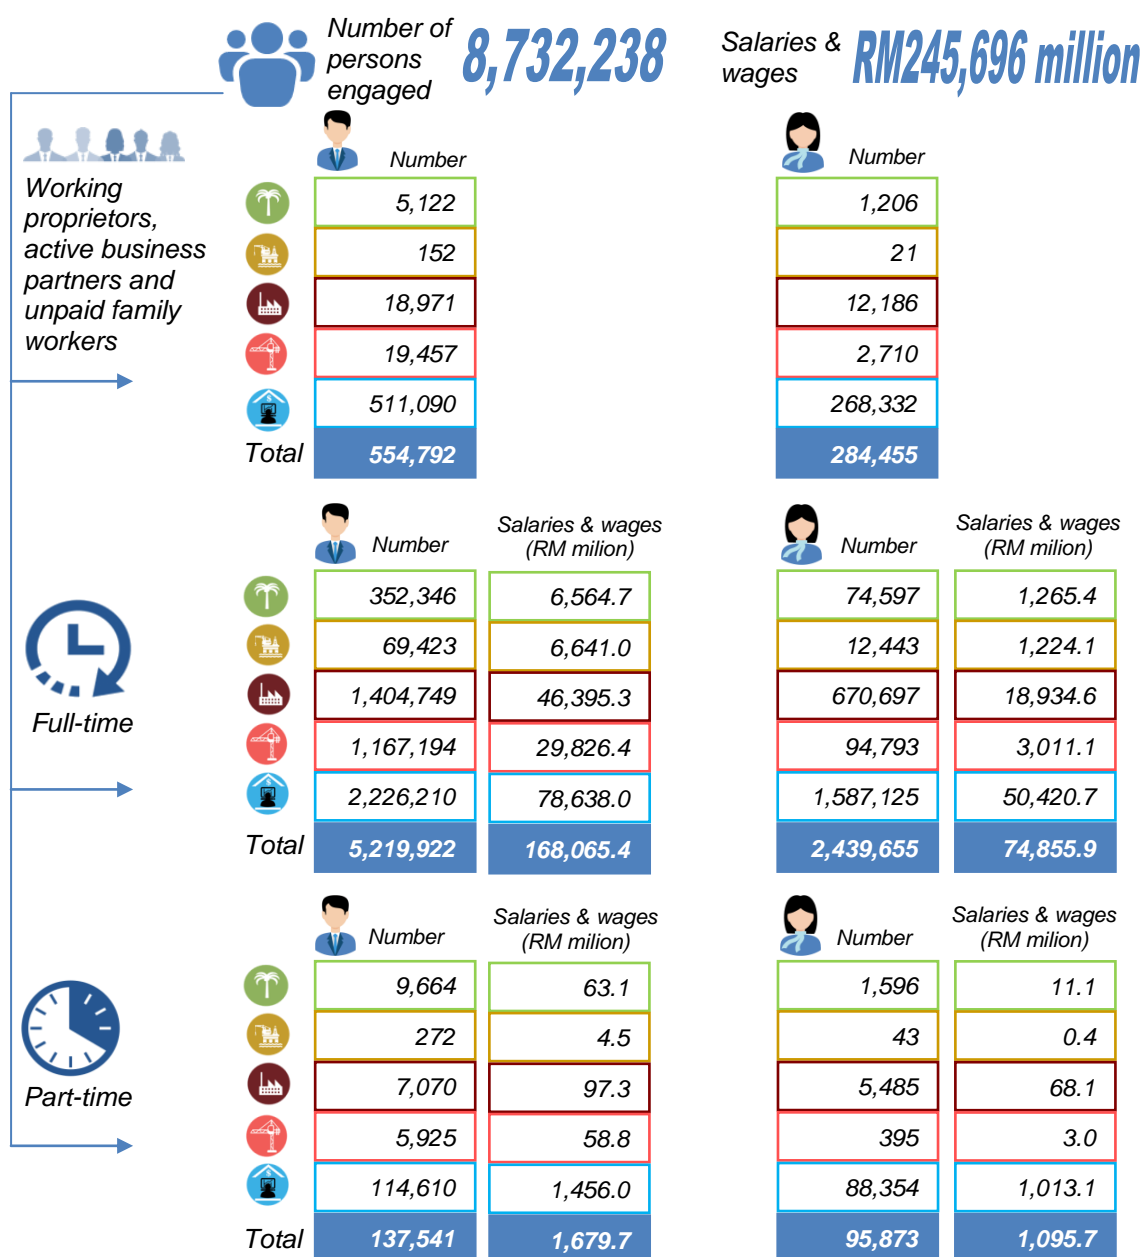 Number of
persons
engaged
8,732,238
Salaries &
wages
RM245,696 million
Working
proprietors,
active business
partners and
unpaid family
workers
Number
Number
5,122
1,206
152
21
18,971
12,186
19,457
2,710
511,090
268,332
Total
554,792
284,455
Full-time
Number
Salaries & wages
(RM milion)
Number
Salaries & wages
(RM milion)
352,346
6,564.7
74,597
1,265.4
69,423
6,641.0
12,443
1,224.1
1,404,749
46,395.3
670,697
18,934.6
1,167,194
29,826.4
94,793
3,011.1
2,226,210
78,638.0
1,587,125
50,420.7
Total
5,219,922
168,065.4
2,439,655
74,855.9
Part-time
Number
Salaries & wages
(RM milion)
Number
Salaries & wages
(RM milion)
9,664
63.1
1,596
11.1
272
4.5
43
0.4
7,070
97.3
5,485
68.1
5,925
58.8
395
3.0
114,610
1,456.0
88,354
1,013.1
Total
137,541
1,679.7
95,873
1,095.7